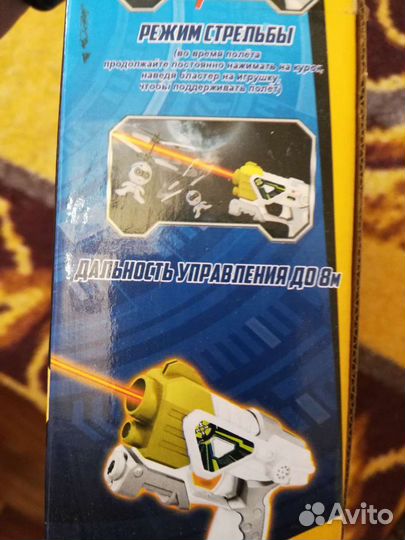 РЕЖИМ СТРЕЛЬБЫ
(во время полёта
продолжайте постоянно нажимать на курок,
наведя бластер на игрушку,
чтобы поддерживать полёт)
ДАЛЬНОСТЬ УПРАВЛЕНИЯ ДО 8м
Avito